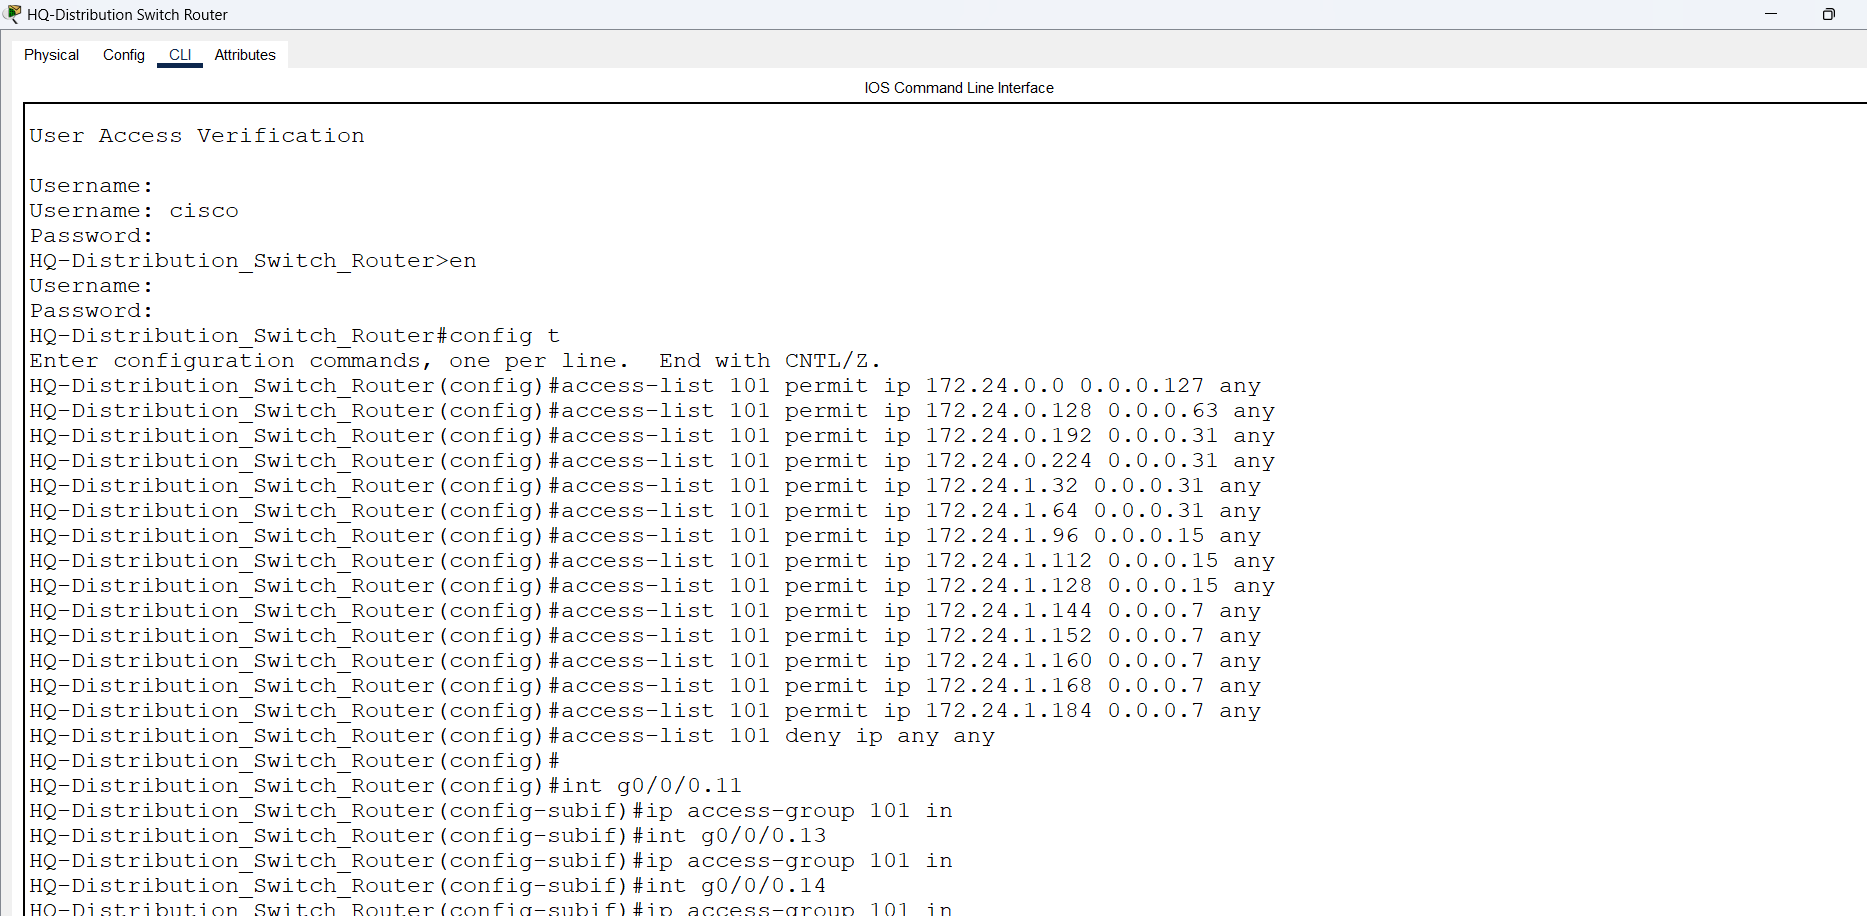 HQ-Distribution Switch Router
Physical Config CLI Attributes
IOS Command Line Interface
User Access Verification
Username:
Username: cisco
Password:
HQ-Distribution_Switch_Router>en
Username:
Password:
HQ-Distribution_Switch_Router#config t
Enter configuration commands, one per line.  End with CNTL/Z.
HQ-Distribution_Switch_Router(config)#access-list 101 permit ip 172.24.0.0 0.0.0.127 any
HQ-Distribution_Switch_Router(config)#access-list 101 permit ip 172.24.0.128 0.0.0.63 any
HQ-Distribution_Switch_Router(config)#access-list 101 permit ip 172.24.0.192 0.0.0.31 any
HQ-Distribution_Switch_Router(config)#access-list 101 permit ip 172.24.0.224 0.0.0.31 any
HQ-Distribution_Switch_Router(config)#access-list 101 permit ip 172.24.1.32 0.0.0.31 any
HQ-Distribution_Switch_Router(config)#access-list 101 permit ip 172.24.1.64 0.0.0.31 any
HQ-Distribution_Switch_Router(config)#access-list 101 permit ip 172.24.1.96 0.0.0.15 any
HQ-Distribution_Switch_Router(config)#access-list 101 permit ip 172.24.1.112 0.0.0.15 any
HQ-Distribution_Switch_Router(config)#access-list 101 permit ip 172.24.1.128 0.0.0.15 any
HQ-Distribution_Switch_Router(config)#access-list 101 permit ip 172.24.1.144 0.0.0.7 any
HQ-Distribution_Switch_Router(config)#access-list 101 permit ip 172.24.1.152 0.0.0.7 any
HQ-Distribution_Switch_Router(config)#access-list 101 permit ip 172.24.1.160 0.0.0.7 any
HQ-Distribution_Switch_Router(config)#access-list 101 permit ip 172.24.1.168 0.0.0.7 any
HQ-Distribution_Switch_Router(config)#access-list 101 permit ip 172.24.1.184 0.0.0.7 any
HQ-Distribution_Switch_Router(config)#access-list 101 deny ip any any
HQ-Distribution_Switch_Router(config)#
HQ-Distribution_Switch_Router(config)#int g0/0/0.11
HQ-Distribution_Switch_Router(config-subif)#ip access-group 101 in
HQ-Distribution_Switch_Router(config-subif)#int g0/0/0.13
HQ-Distribution_Switch_Router(config-subif)#ip access-group 101 in
HQ-Distribution_Switch_Router(config-subif)#int g0/0/0.14
HQ-Distribution_Switch_Router(config-subif)#ip access-group 101 in